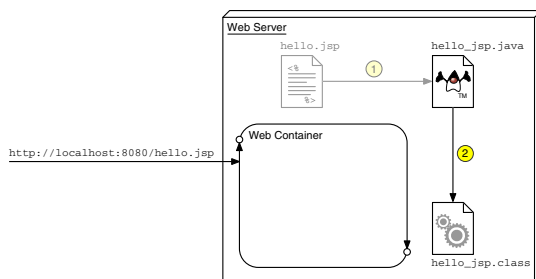 Web Server
hello.jsp
hello_jsp.java
<%
%>
1
TM
Web Container
http://localhost:8080/hello.jsp
2
hello_jsp.class